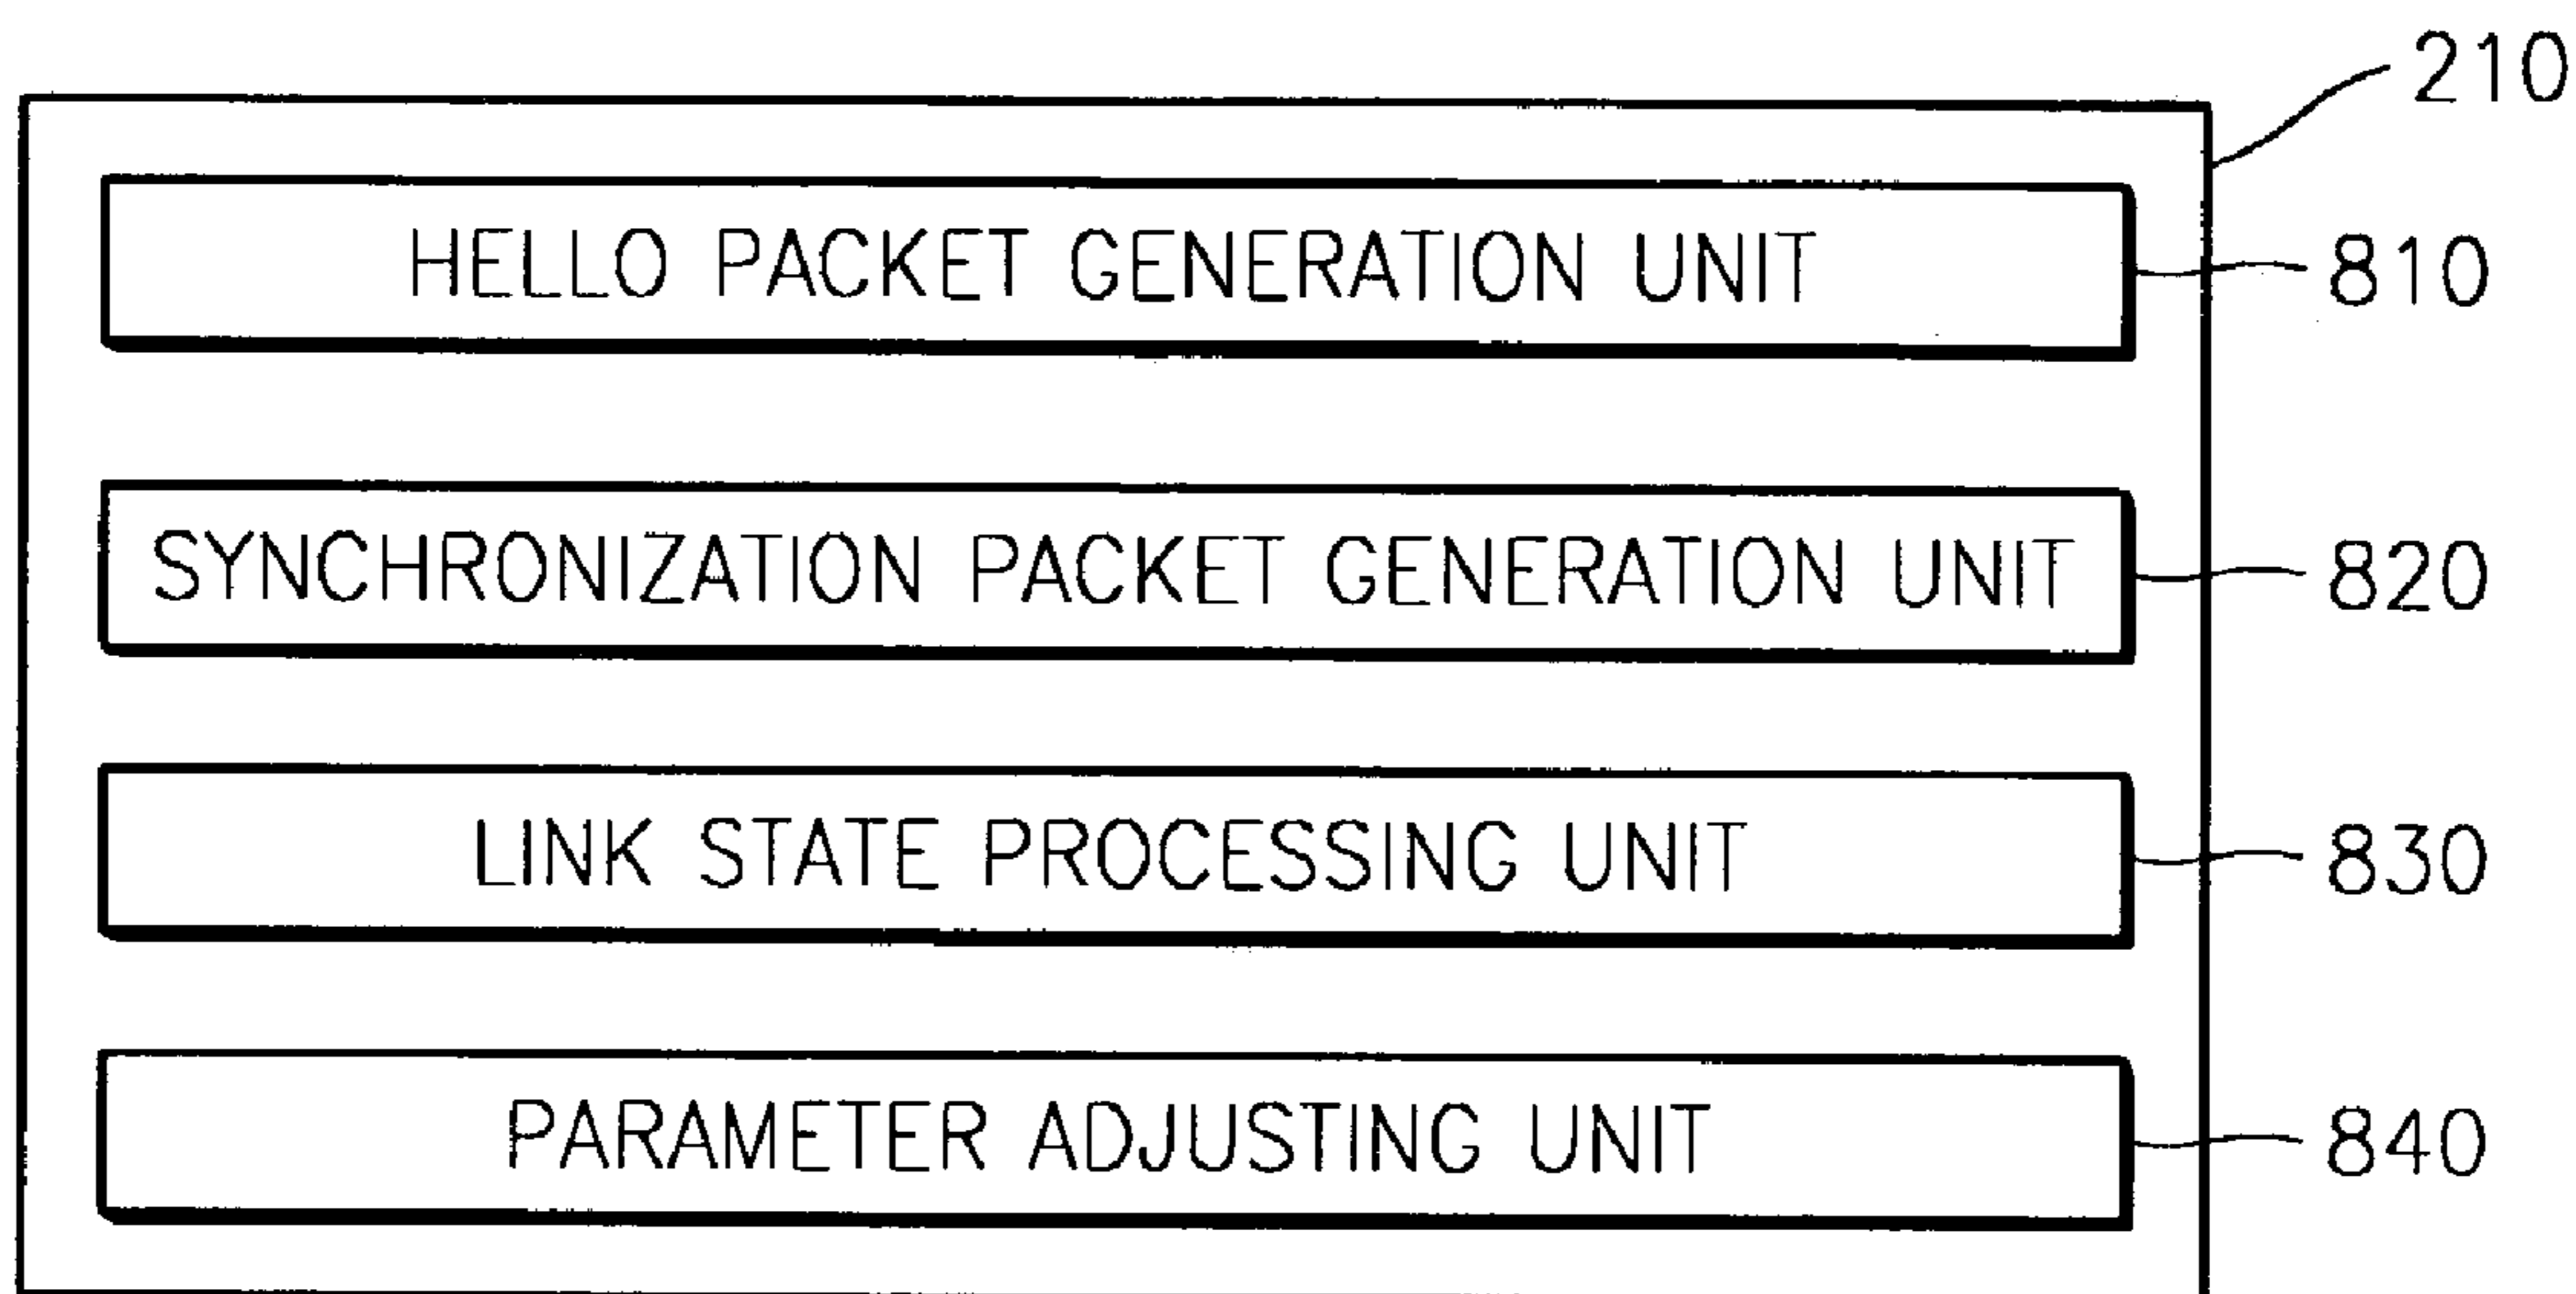 210
HELLO PACKET GENERATION UNIT
810
SYNCHRONIZATION PACKET GENERATION UNIT
820
LINK STATE PROCESSING UNIT
830
PARAMETER ADJUSTING UNIT
840